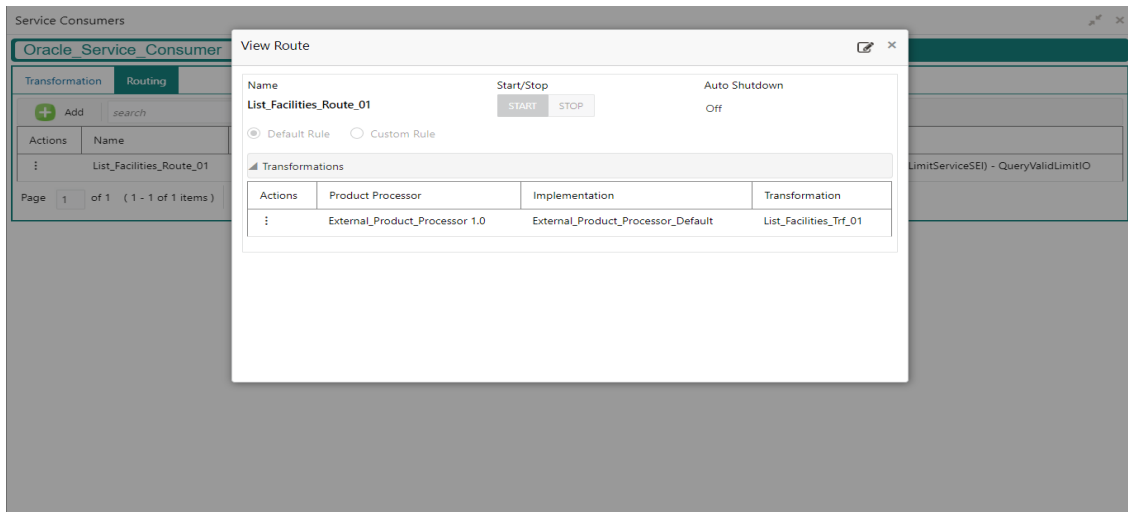 Service Consumers
Oracle_Service_Consumer
Transformation Routing
Add search
Actions Name
List_Facilities_Route_01 LimitServiceSEI) - QueryValidLimitIO
Page 1 of 1 ( 1 - 1 of 1 items )
View Route
Name Start/Stop Auto Shutdown
List_Facilities_Route_01 START STOP Off
Default Rule Custom Rule
Transformations
Actions Product Processor Implementation Transformation
External_Product_Processor 1.0 External_Product_Processor_Default List_Facilities_Trf_01